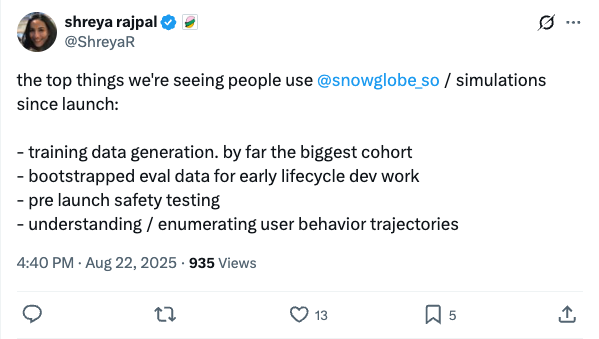 shreya rajpal
@ShreyaR
the top things we're seeing people use @snowglobe_so / simulations
since launch:
- training data generation. by far the biggest cohort
- bootstrapped eval data for early lifecycle dev work
- pre launch safety testing
- understanding / enumerating user behavior trajectories
4:40 PM · Aug 22, 2025 · 935 Views
13
5